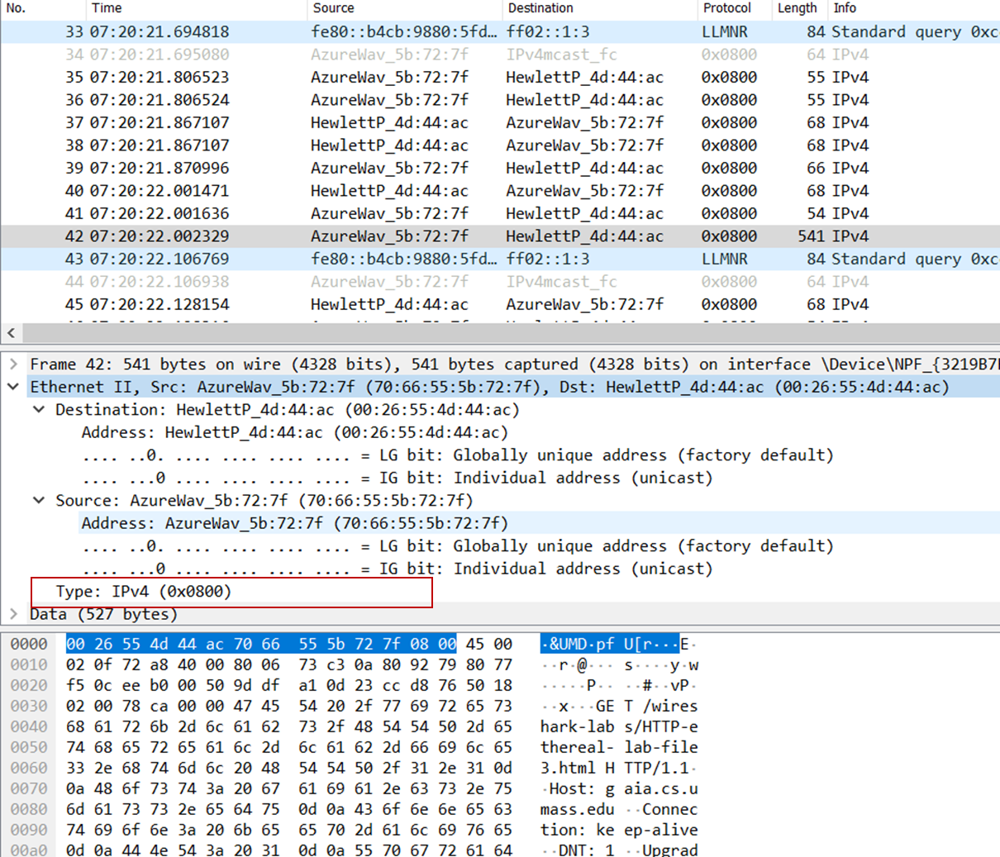 No. Time Source Destination Protocol Length Info
33 07:20:21.694818 fe80::b4cb:9880:5fd… ff02::1:3 LLMNR 84 Standard query 0xc
34 07:20:21.695080 AzureWav_5b:72:7f IPv4mcast_fc 0x0800 64 IPv4
35 07:20:21.806523 AzureWav_5b:72:7f HewlettP_4d:44:ac 0x0800 55 IPv4
36 07:20:21.806524 AzureWav_5b:72:7f HewlettP_4d:44:ac 0x0800 55 IPv4
37 07:20:21.867107 HewlettP_4d:44:ac AzureWav_5b:72:7f 0x0800 68 IPv4
38 07:20:21.867107 HewlettP_4d:44:ac AzureWav_5b:72:7f 0x0800 68 IPv4
39 07:20:21.870996 AzureWav_5b:72:7f HewlettP_4d:44:ac 0x0800 66 IPv4
40 07:20:22.001471 HewlettP_4d:44:ac AzureWav_5b:72:7f 0x0800 68 IPv4
41 07:20:22.001636 AzureWav_5b:72:7f HewlettP_4d:44:ac 0x0800 54 IPv4
42 07:20:22.002329 AzureWav_5b:72:7f HewlettP_4d:44:ac 0x0800 541 IPv4
43 07:20:22.106769 fe80::b4cb:9880:5fd… ff02::1:3 LLMNR 84 Standard query 0xc
44 07:20:22.106938 AzureWav_5b:72:7f IPv4mcast_fc 0x0800 64 IPv4
45 07:20:22.128154 HewlettP_4d:44:ac AzureWav_5b:72:7f 0x0800 68 IPv4
Frame 42: 541 bytes on wire (4328 bits), 541 bytes captured (4328 bits) on interface \Device\NPF_{3219B7
Ethernet II, Src: AzureWav_5b:72:7f (70:66:55:5b:72:7f), Dst: HewlettP_4d:44:ac (00:26:55:4d:44:ac)
Destination: HewlettP_4d:44:ac (00:26:55:4d:44:ac)
Address: HewlettP_4d:44:ac (00:26:55:4d:44:ac)
.... ..0. .... .... .... .... = LG bit: Globally unique address (factory default)
.... ...0 .... .... .... .... = IG bit: Individual address (unicast)
Source: AzureWav_5b:72:7f (70:66:55:5b:72:7f)
Address: AzureWav_5b:72:7f (70:66:55:5b:72:7f)
.... ..0. .... .... .... .... = LG bit: Globally unique address (factory default)
.... ...0 .... .... .... .... = IG bit: Individual address (unicast)
Type: IPv4 (0x0800)
Data (527 bytes)
0000 00 26 55 4d 44 ac 70 66 55 5b 72 7f 08 00 45 00 ·&UMD·pf U[r···E·
0010 02 0f 72 a8 40 00 80 06 73 c3 0a 80 92 79 80 77 ··r·@··· s····y·w
0020 f5 0c ee b0 00 50 9d df a1 0d 23 cc d8 76 50 18 ·····P·· ··#··vP·
0030 02 00 78 ca 00 00 47 45 54 20 2f 77 69 72 65 73 ··x···GE T /wires
0040 68 61 72 6b 2d 6c 61 62 73 2f 48 54 54 50 2d 65 hark-lab s/HTTP-e
0050 74 68 65 72 65 61 6c 2d 6c 61 62 2d 66 69 6c 65 thereal- lab-file
0060 33 2e 68 74 6d 6c 20 48 54 54 50 2f 31 2e 31 0d 3.html H TTP/1.1·
0070 0a 48 6f 73 74 3a 20 67 61 69 61 2e 63 73 2e 75 ·Host: g aia.cs.u
0080 6d 61 73 73 2e 65 64 75 0d 0a 43 6f 6e 6e 65 63 mass.edu ··Connec
0090 74 69 6f 6e 3a 20 6b 65 65 70 2d 61 6c 69 76 65 tion: ke ep-alive
00a0 0d 0a 44 4e 54 3a 20 31 0d 0a 55 70 67 72 61 64 ··DNT: 1 ··Upgrad